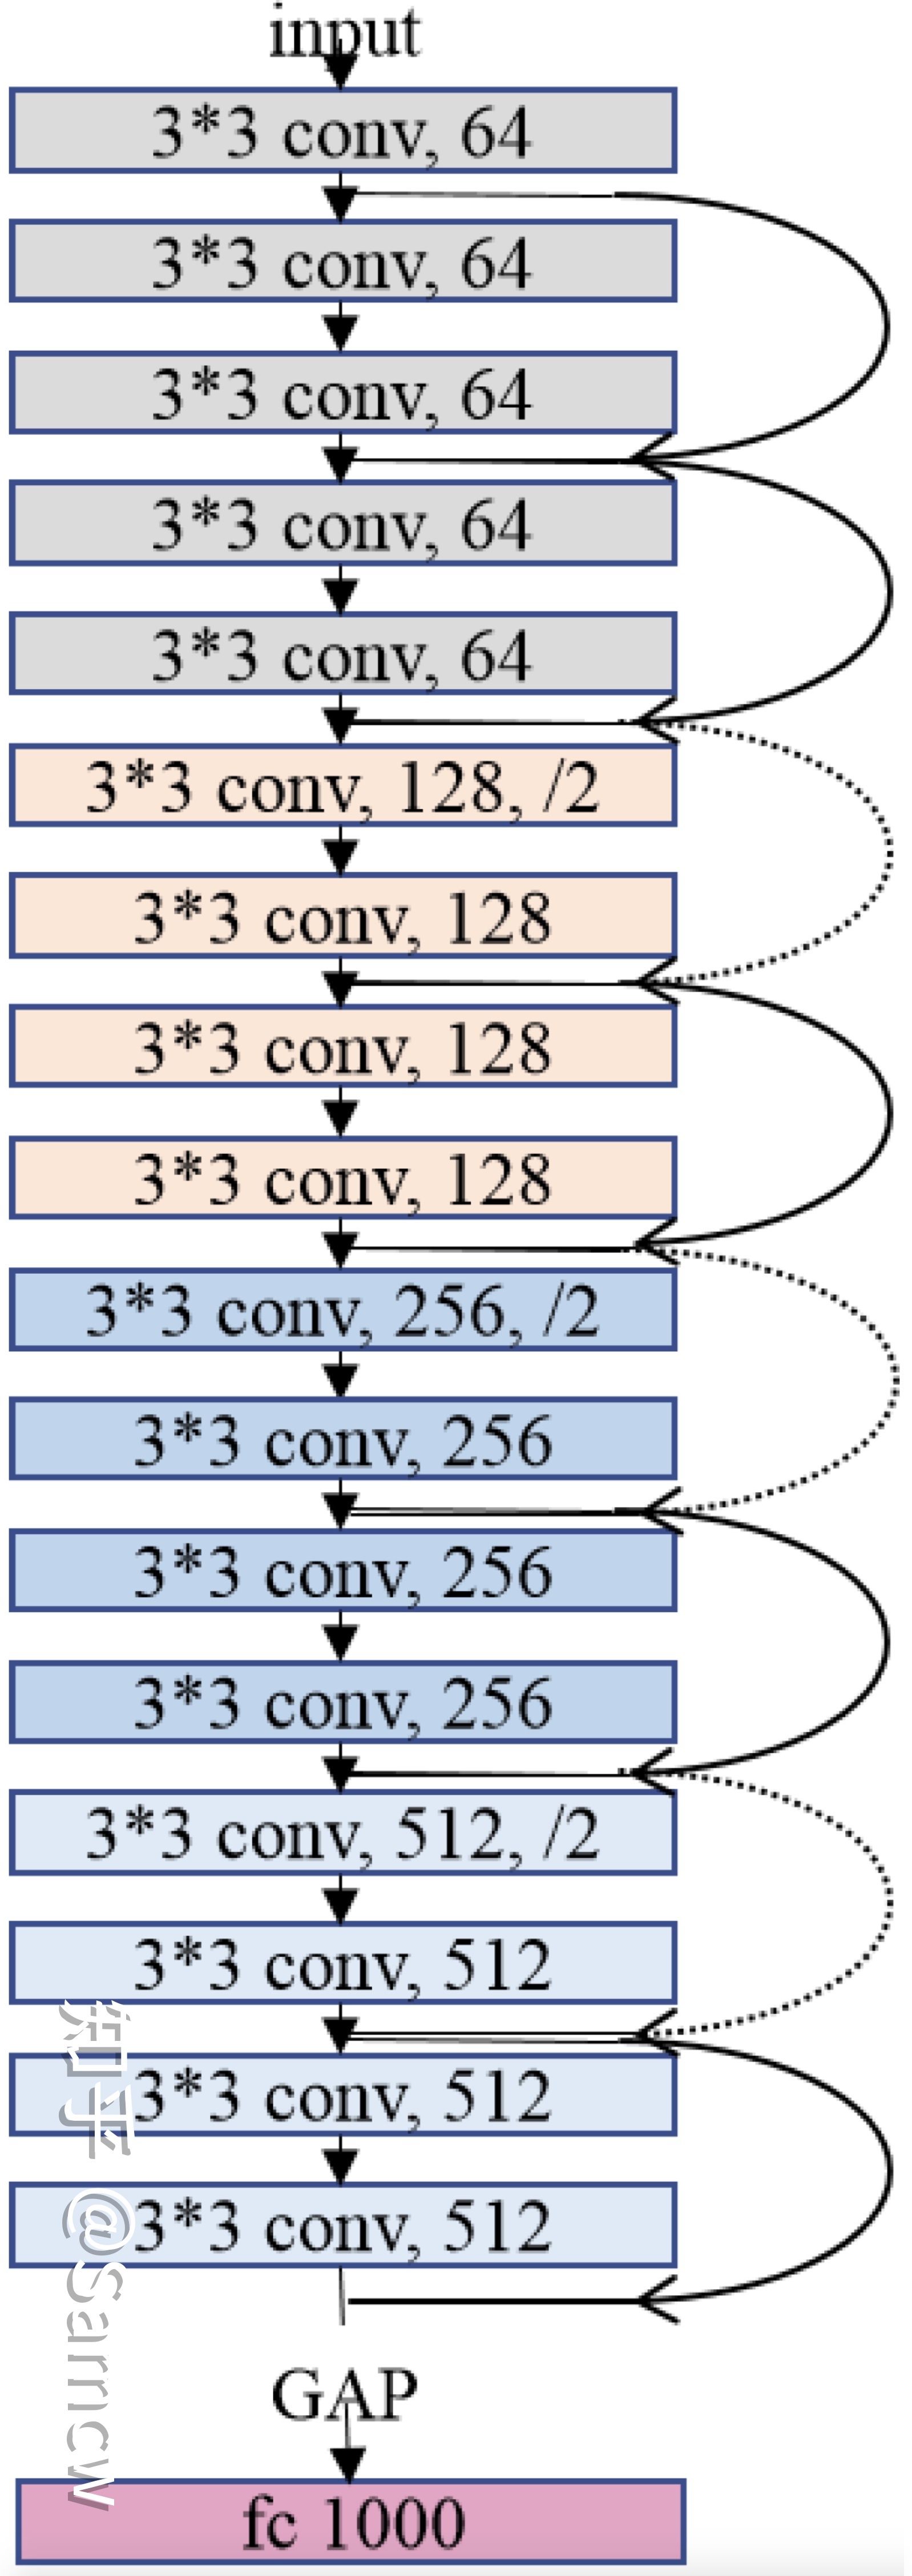 input
3*3 conv, 64
3*3 conv, 64
3*3 conv, 64
3*3 conv, 64
3*3 conv, 64
3*3 conv, 128, /2
3*3 conv, 128
3*3 conv, 128
3*3 conv, 128
3*3 conv, 256, /2
3*3 conv, 256
3*3 conv, 256
3*3 conv, 256
3*3 conv, 512, /2
3*3 conv, 512
3*3 conv, 512
3*3 conv, 512
GAP
fc 1000
知乎 @Sarncw